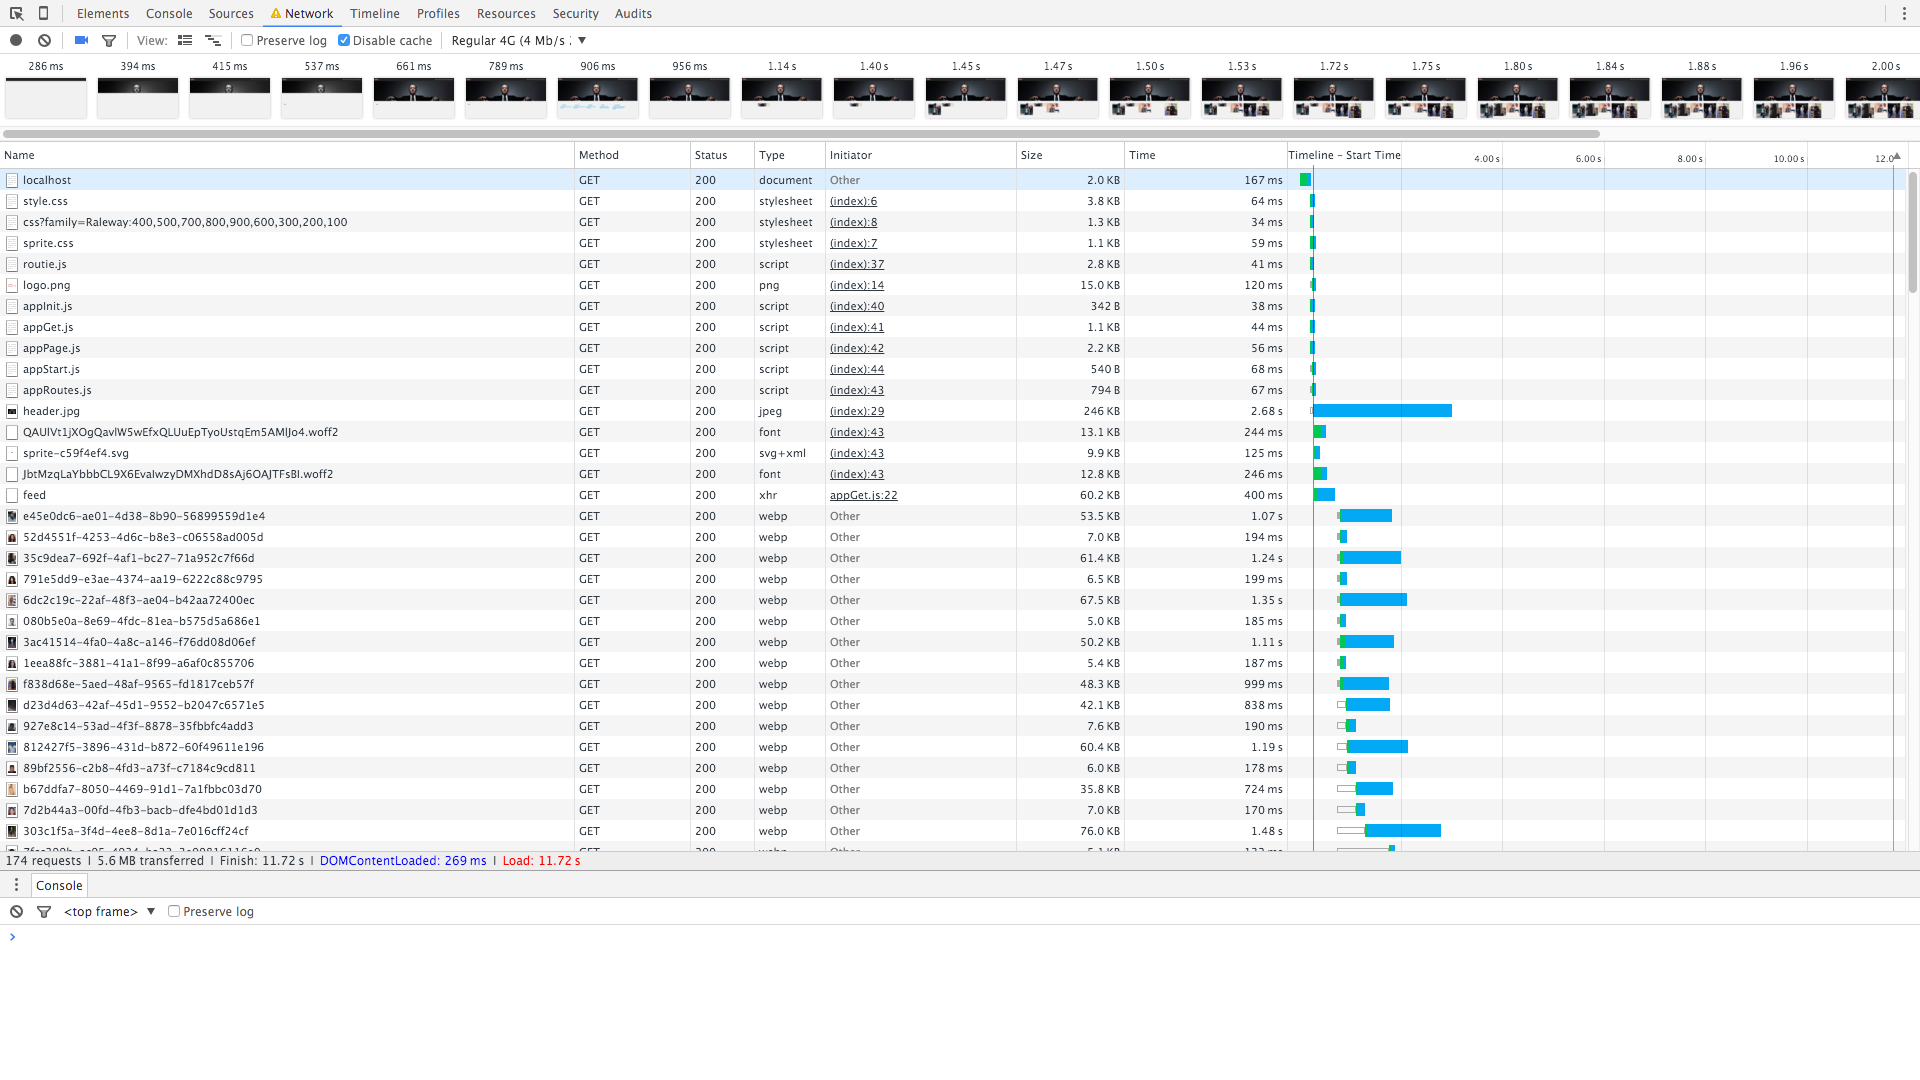 Elements Console Sources Network Timeline Profiles Resources Security Audits
View: Preserve log Disable cache Regular 4G (4 Mb/s
286 ms 394 ms 415 ms 537 ms 661 ms 789 ms 906 ms 956 ms 1.14 s 1.40 s 1.45 s 1.47 s 1.50 s 1.53 s 1.72 s 1.75 s 1.80 s 1.84 s 1.88 s 1.96 s 2.00 s
Name Method Status Type Initiator Size Time Timeline – Start Time 4.00 s 6.00 s 8.00 s 10.00 s 12.0
localhost GET 200 document Other 2.0 KB 167 ms
style.css GET 200 stylesheet (index):6 3.8 KB 64 ms
css?family=Raleway:400,500,700,800,900,600,300,200,100 GET 200 stylesheet (index):8 1.3 KB 34 ms
sprite.css GET 200 stylesheet (index):7 1.1 KB 59 ms
routie.js GET 200 script (index):37 2.8 KB 41 ms
logo.png GET 200 png (index):14 15.0 KB 120 ms
appInit.js GET 200 script (index):40 342 B 38 ms
appGet.js GET 200 script (index):41 1.1 KB 44 ms
appPage.js GET 200 script (index):42 2.2 KB 56 ms
appStart.js GET 200 script (index):44 540 B 68 ms
appRoutes.js GET 200 script (index):43 794 B 67 ms
header.jpg GET 200 jpeg (index):29 246 KB 2.68 s
QAUlVt1jXOgQavlW5wEfxQLUuEpTyoUstqEm5AMlJo4.woff2 GET 200 font (index):43 13.1 KB 244 ms
sprite-c59f4ef4.svg GET 200 svg+xml (index):43 9.9 KB 125 ms
JbtMzqLaYbbbCL9X6EvaIwzyDMXhdD8sAj6OAJTFsBI.woff2 GET 200 font (index):43 12.8 KB 246 ms
feed GET 200 xhr appGet.js:22 60.2 KB 400 ms
e45e0dc6-ae01-4d38-8b90-56899559d1e4 GET 200 webp Other 53.5 KB 1.07 s
52d4551f-4253-4d6c-b8e3-c06558ad005d GET 200 webp Other 7.0 KB 194 ms
35c9dea7-692f-4af1-bc27-71a952c7f66d GET 200 webp Other 61.4 KB 1.24 s
791e5dd9-e3ae-4374-aa19-6222c88c9795 GET 200 webp Other 6.5 KB 199 ms
6dc2c19c-22af-48f3-ae04-b42aa72400ec GET 200 webp Other 67.5 KB 1.35 s
080b5e0a-8e69-4fdc-81ea-b575d5a686e1 GET 200 webp Other 5.0 KB 185 ms
3ac41514-4fa0-4a8c-a146-f76dd08d06ef GET 200 webp Other 50.2 KB 1.11 s
1eea88fc-3881-41a1-8f99-a6af0c855706 GET 200 webp Other 5.4 KB 187 ms
f838d68e-5aed-48af-9565-fd1817ceb57f GET 200 webp Other 48.3 KB 999 ms
d23d4d63-42af-45d1-9552-b2047c6571e5 GET 200 webp Other 42.1 KB 838 ms
927e8c14-53ad-4f3f-8878-35fbbfc4add3 GET 200 webp Other 7.6 KB 190 ms
812427f5-3896-431d-b872-60f49611e196 GET 200 webp Other 60.4 KB 1.19 s
89bf2556-c2b8-4fd3-a73f-c7184c9cd811 GET 200 webp Other 6.0 KB 178 ms
b67ddfa7-8050-4469-91d1-7a1fbbc03d70 GET 200 webp Other 35.8 KB 724 ms
7d2b44a3-00fd-4fb3-bacb-dfe4bd01d1d3 GET 200 webp Other 7.0 KB 170 ms
303c1f5a-3f4d-4ee8-8d1a-7e016cff24cf GET 200 webp Other 76.0 KB 1.48 s
174 requests | 5.6 MB transferred | Finish: 11.72 s | DOMContentLoaded: 269 ms | Load: 11.72 s
Console
<top frame> Preserve log